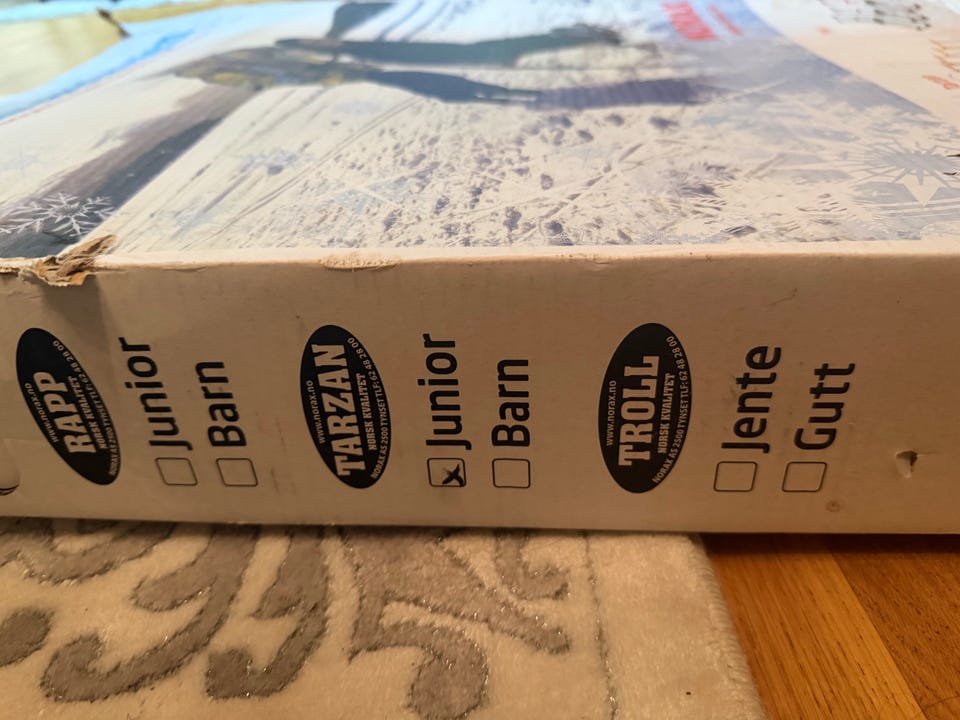 www.norax.no
RAPP
NORSK KVALITET
NORAX AS 2500 TYNSET TLF: 62 48 28 00
Junior
Barn
www.norax.no
TARZAN
NORSK KVALITET
NORAX AS 2500 TYNSET TLF: 62 48 28 00
x Junior
Barn
www.norax.no
TROLL
NORSK KVALITET
NORAX AS 2500 TYNSET TLF: 62 48 28 00
Jente
Gutt